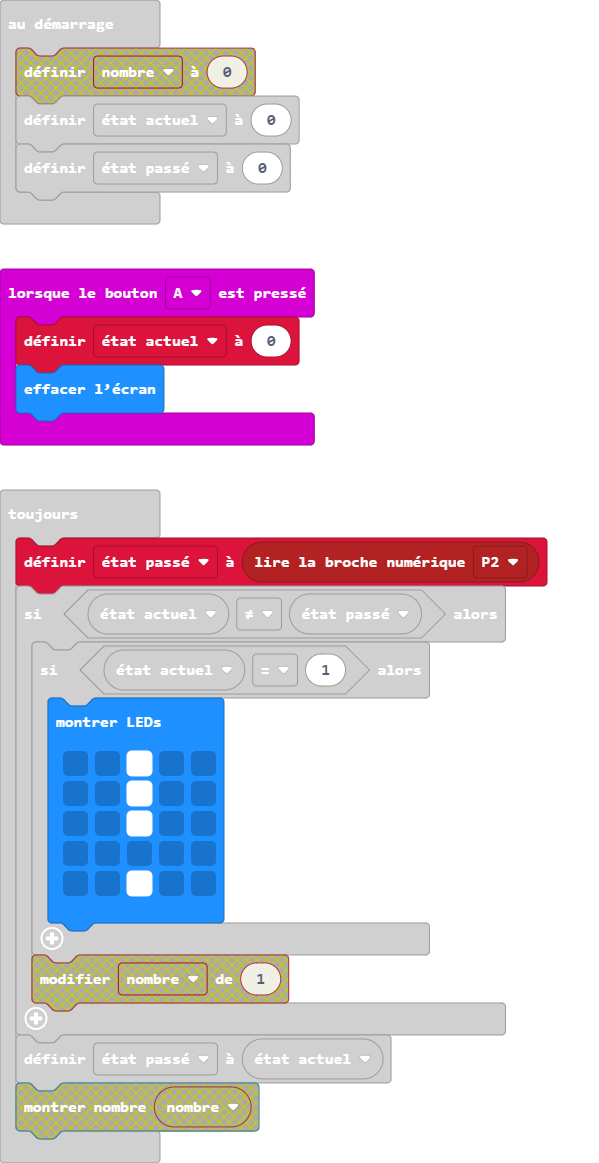 au démarrage
définir nombre à 0
définir état actuel à 0
définir état passé à 0
lorsque le bouton A est pressé
définir état actuel à 0
effacer l'écran
toujours
définir état passé à lire la broche numérique P2
si état actuel ≠ état passé alors
si état actuel = 1 alors
montrer LEDs
modifier nombre de 1
définir état passé à état actuel
montrer nombre nombre